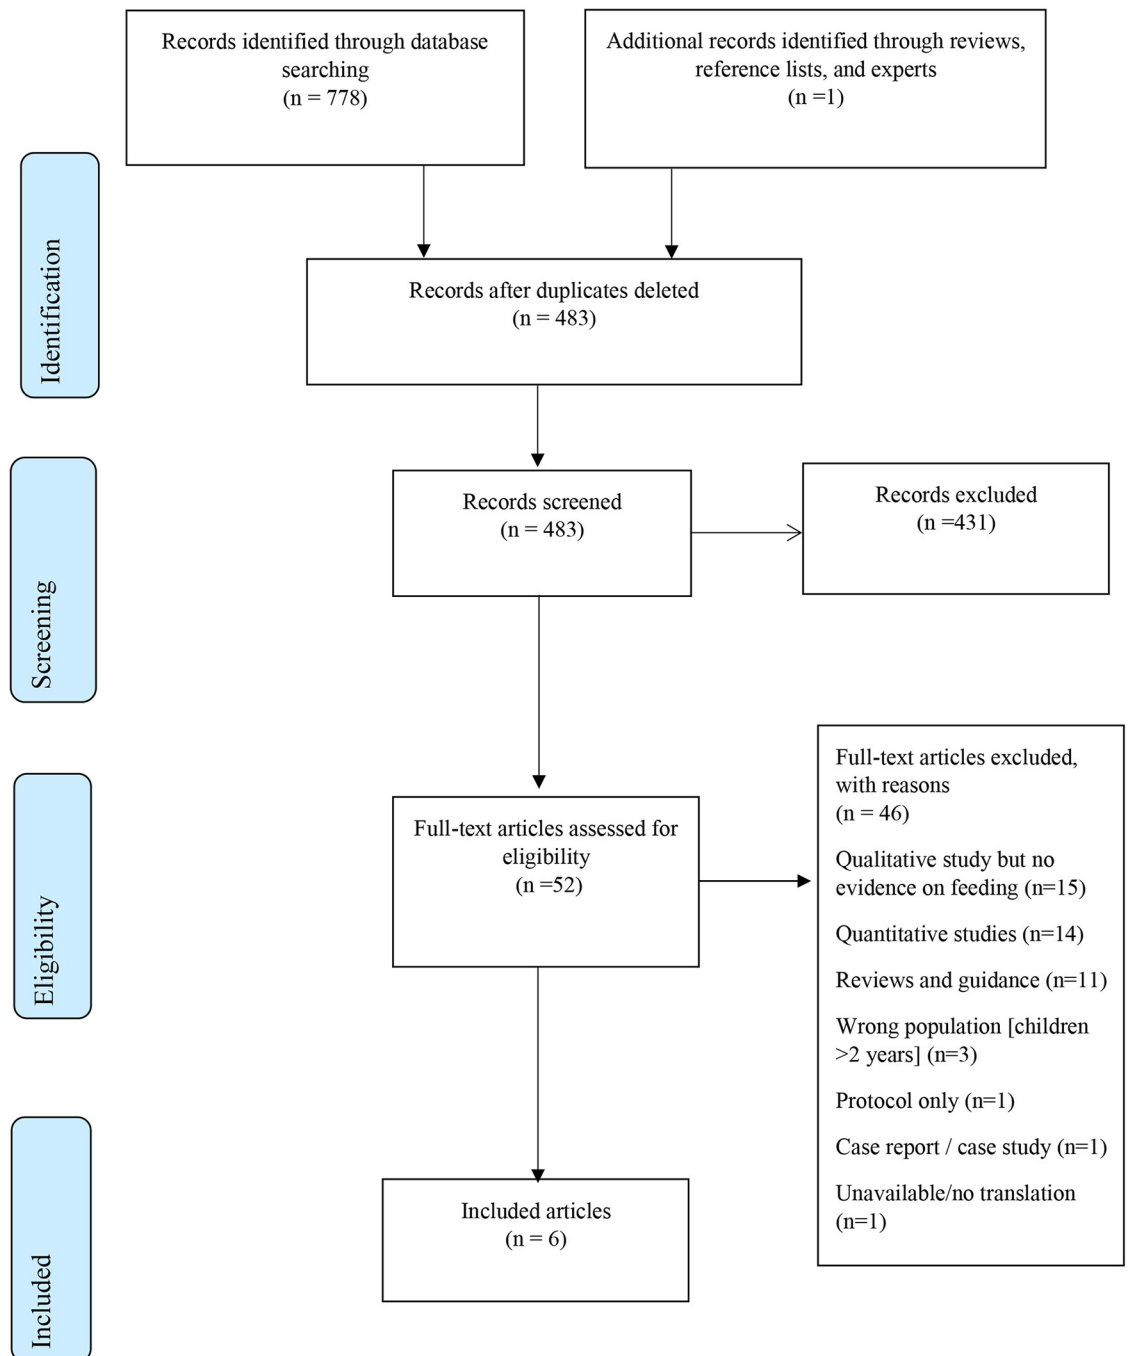 Records identified through database
searching
(n = 778)
Additional records identified through reviews,
reference lists, and experts
(n =1)
Identification
Records after duplicates deleted
(n = 483)
Screening
Records screened
(n = 483)
Records excluded
(n =431)
Eligibility
Full-text articles assessed for
eligibility
(n =52)
Full-text articles excluded,
with reasons
(n = 46)
Qualitative study but no
evidence on feeding (n=15)
Quantitative studies (n=14)
Reviews and guidance (n=11)
Wrong population [children
>2 years] (n=3)
Protocol only (n=1)
Case report / case study (n=1)
Unavailable/no translation
(n=1)
Included
Included articles
(n = 6)